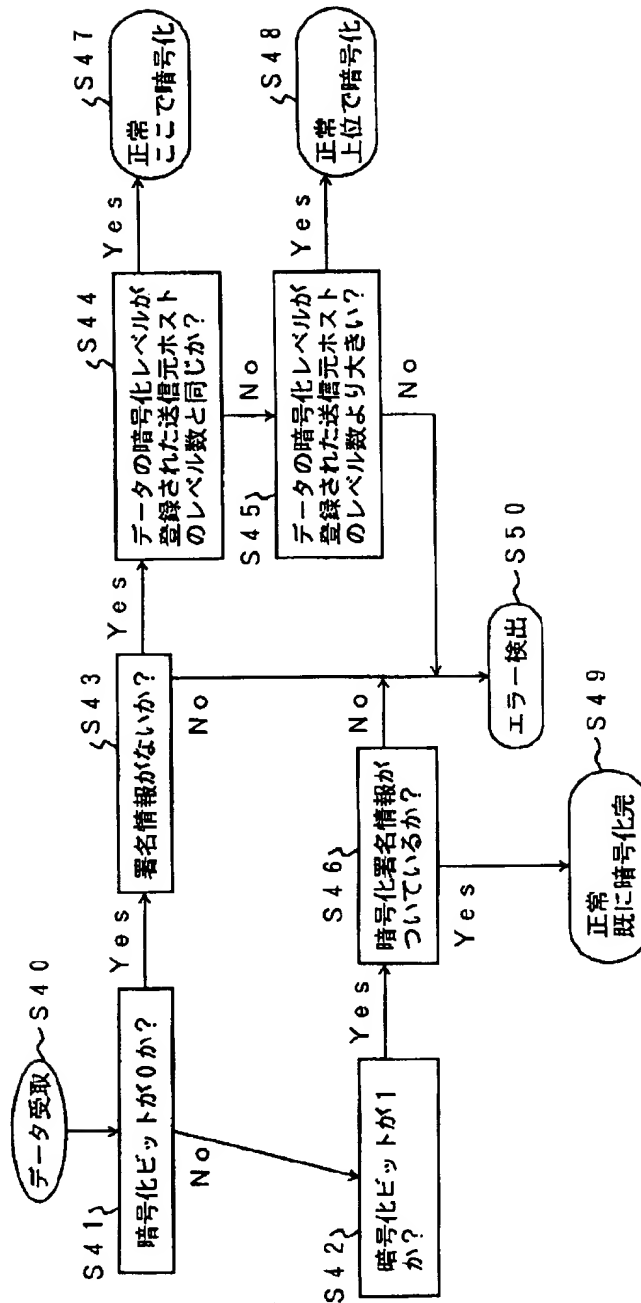 データ受取
S40
S41
暗号化ビットが0か?
Yes
No
S43
署名情報がないか?
Yes
No
S44
データの暗号化レベルが
登録された送信元ホスト
のレベル数と同じか?
Yes
No
S47
正常
ここで暗号化
S45
データの暗号化レベルが
登録された送信元ホスト
のレベル数より大きい?
Yes
No
S48
正常
上位で暗号化
S42
暗号化ビットが1
か?
Yes
S46
暗号化署名情報が
ついているか?
No
Yes
エラー検出
S50
正常
既に暗号化完
S49